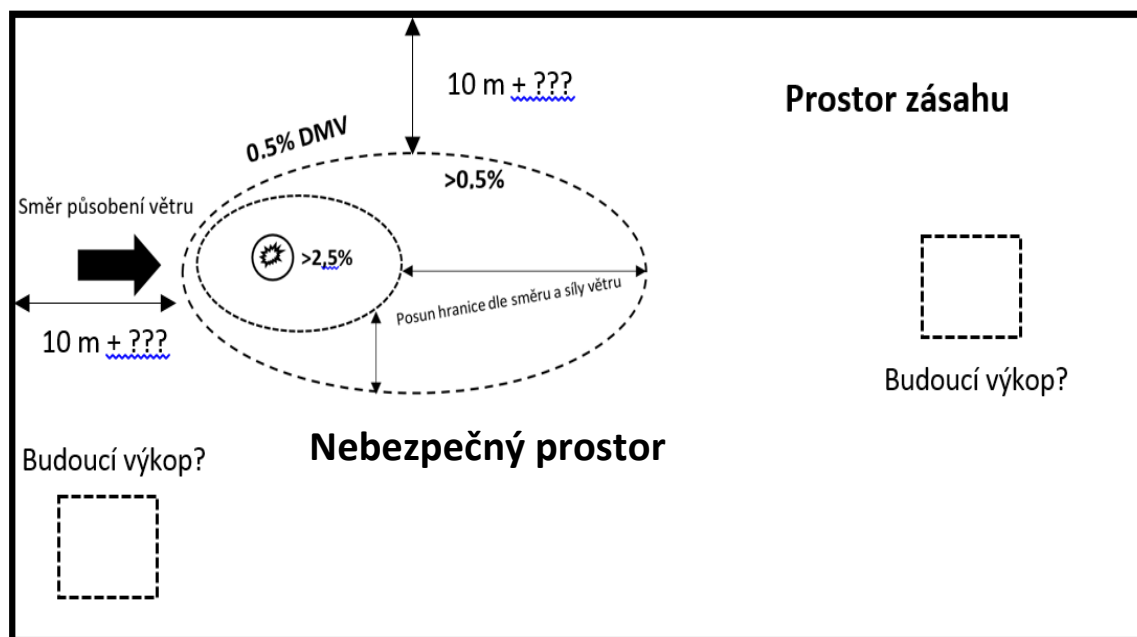 10 m + ???
Prostor zásahu
0.5% DMV
>0.5%
Směr působení větru
>2,5%
Posun hranice dle směru a síly větru
10 m + ???
Budoucí výkop?
Nebezpečný prostor
Budoucí výkop?